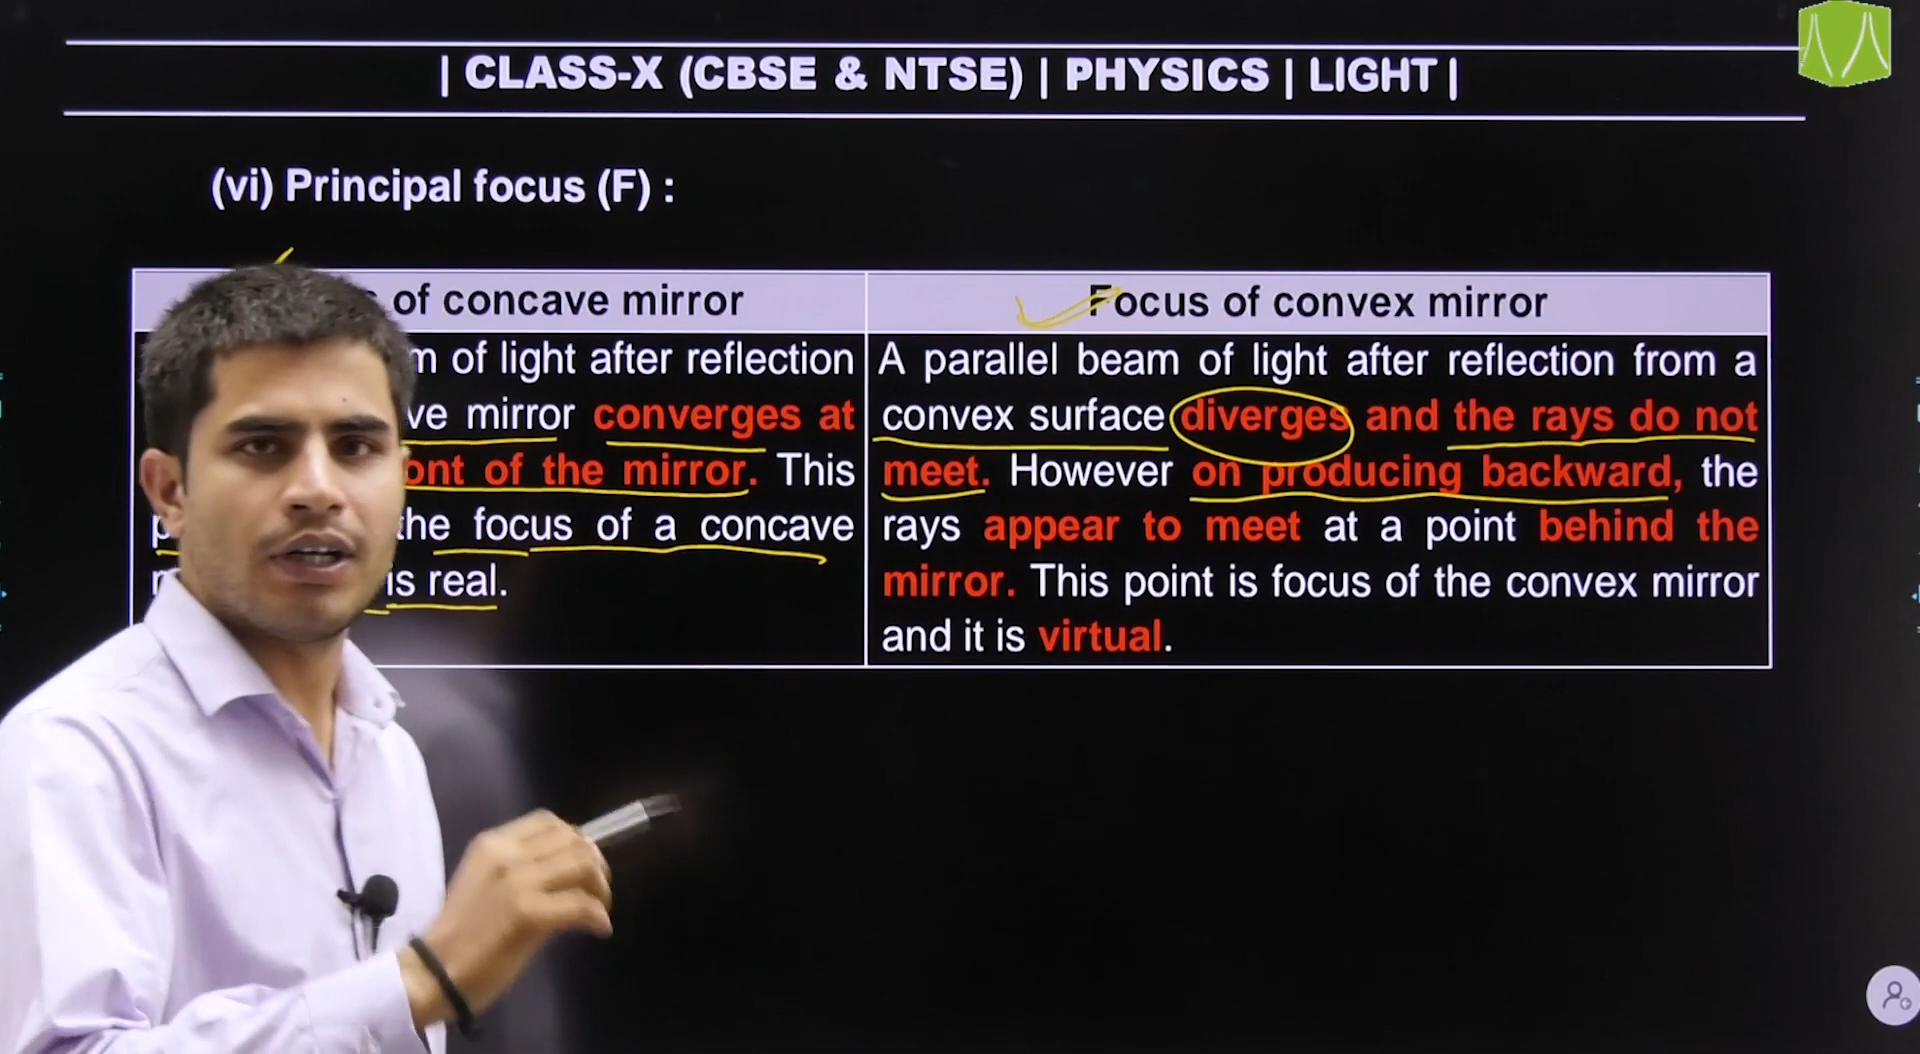 | CLASS-X (CBSE & NTSE) | PHYSICS | LIGHT |
(vi) Principal focus (F) :
of concave mirror
of light after reflection
mirror converges at
of the mirror. This
the focus of a concave
is real.
Focus of convex mirror
A parallel beam of light after reflection from a
convex surface diverges and the rays do not
meet. However on producing backward, the
rays appear to meet at a point behind the
mirror. This point is focus of the convex mirror
and it is virtual.